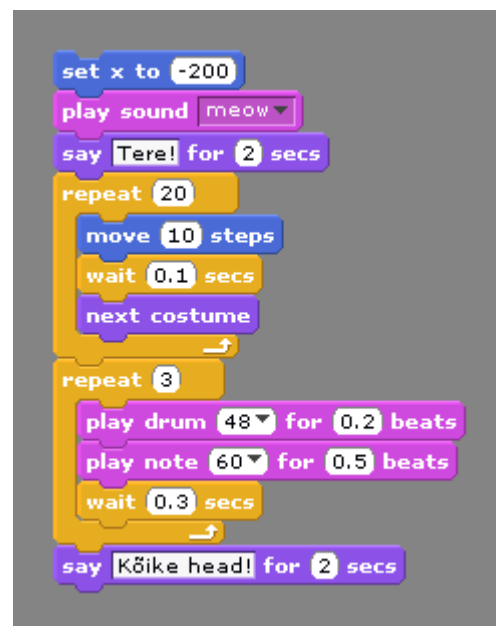 set x to -200
play sound meow
say Tere! for 2 secs
repeat 20
move 10 steps
wait 0.1 secs
next costume
repeat 3
play drum 48 for 0.2 beats
play note 60 for 0.5 beats
wait 0.3 secs
say Kõike head! for 2 secs